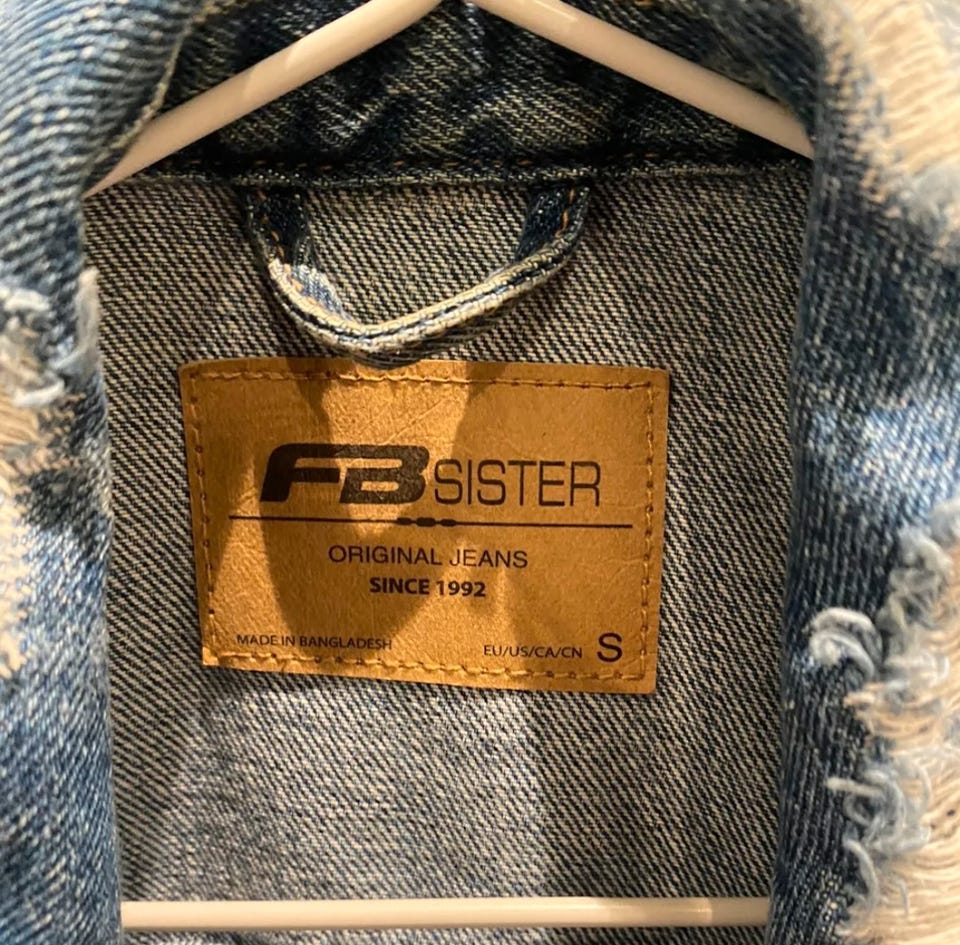 FB SISTER
ORIGINAL JEANS
SINCE 1992
MADE IN BANGLADESH EU/US/CA/CN S